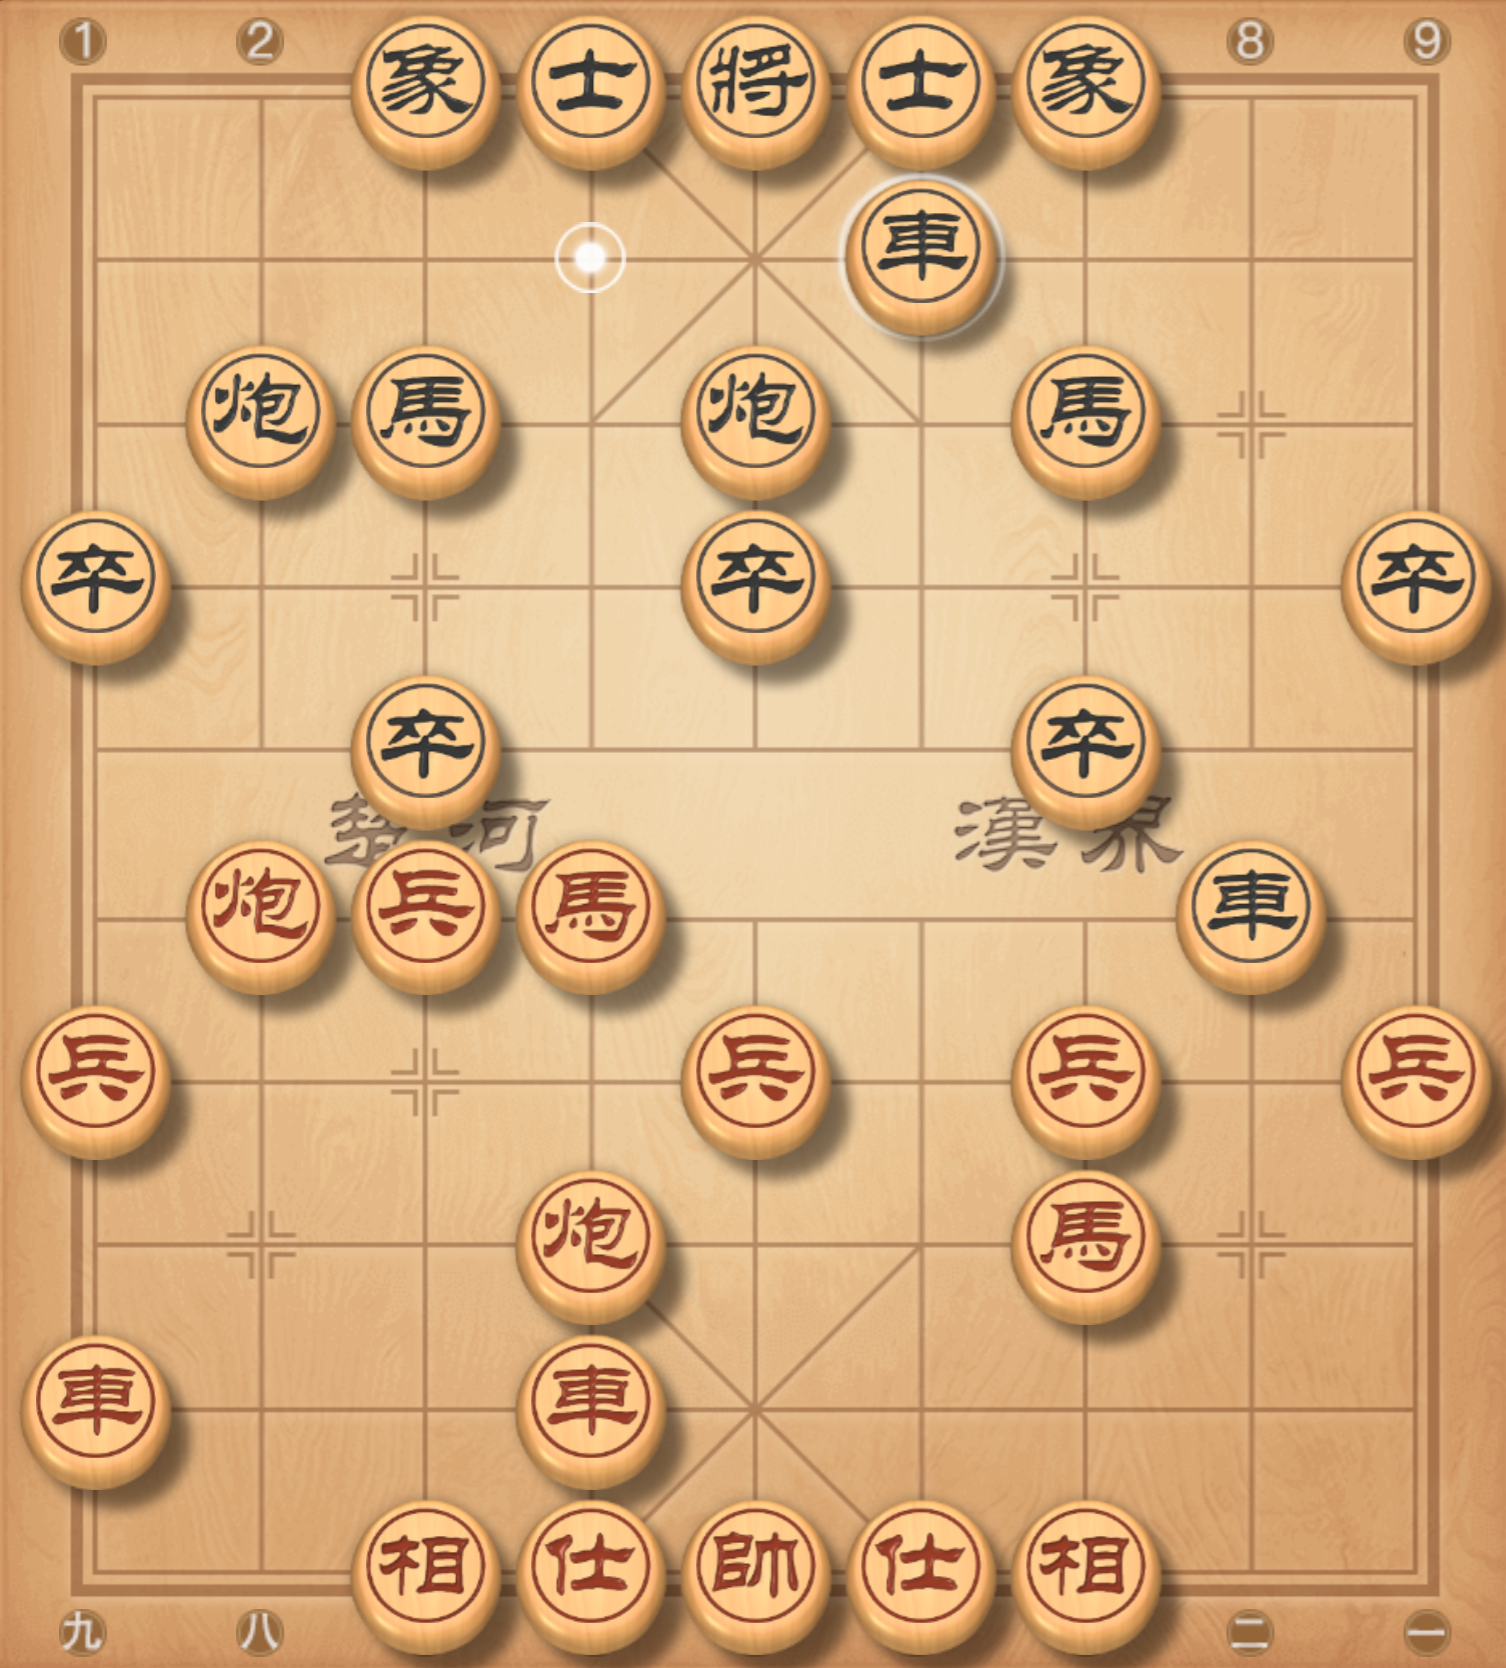 1 2 8 9
象 士 將 士 象
車
炮 馬 炮 馬
卒 卒 卒
卒 卒
楚河 漢界
炮 兵 馬 車
兵 兵 兵 兵
炮 馬
車 車
相 仕 帥 仕 相
九 八 二 一